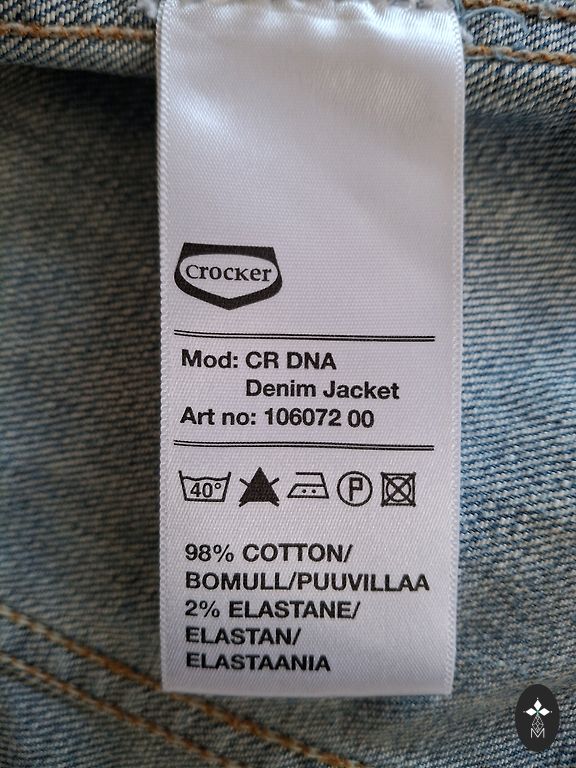 Crocker
Mod: CR DNA
Denim Jacket
Art no: 106072 00
40°
P
98% COTTON/
BOMULL/PUUVILLAA
2% ELASTANE/
ELASTAN/
ELASTAANIA
M